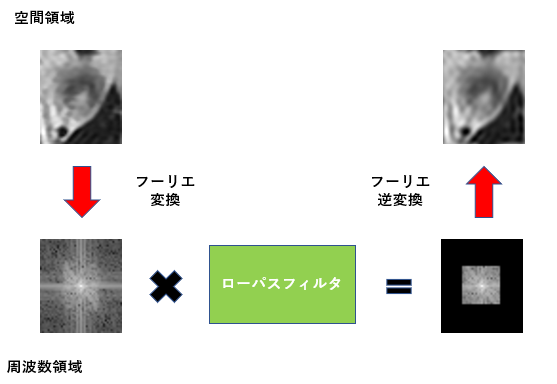 空間領域
フーリエ
変換
フーリエ
逆変換
ローパスフィルタ
周波数領域